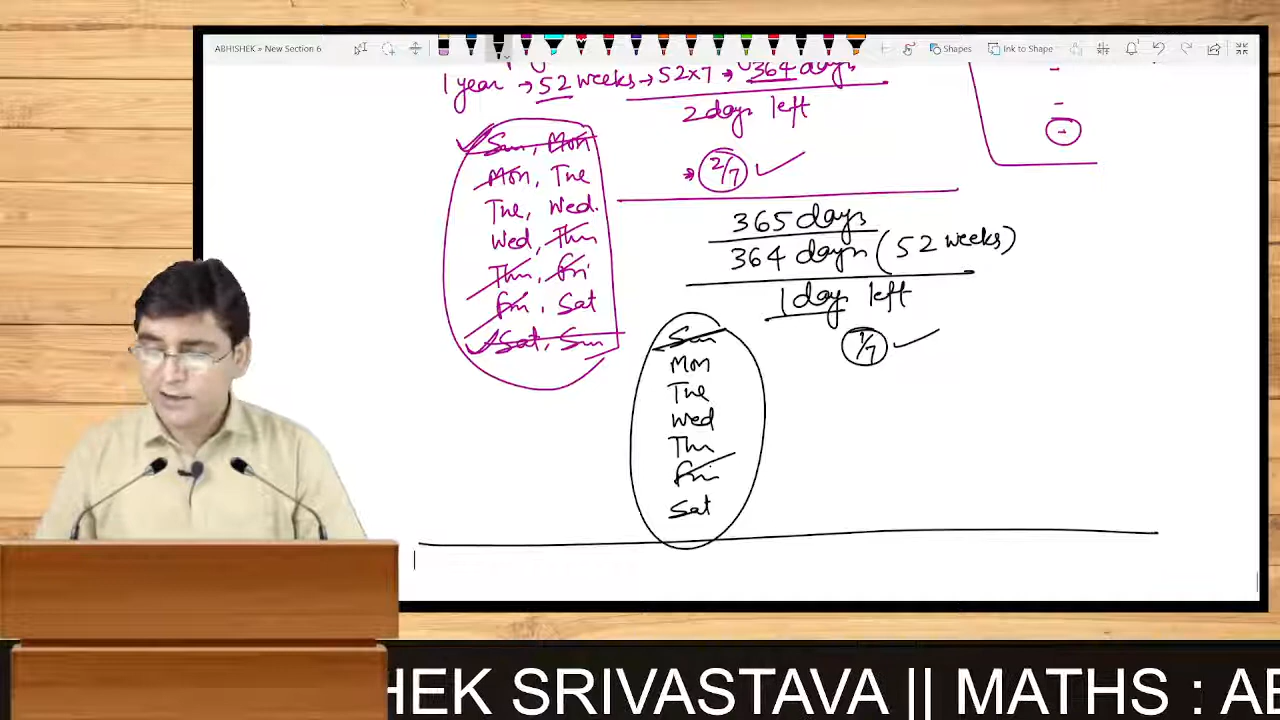 ABHISHEK » New Section 6
Shapes
Ink to Shape
1 year → 52 weeks → 52×7 → 364 days
2 days left
Sun, Mon
Mon, Tue
Tue, Wed.
Wed, Thu
Thu, Fri
Fri, Sat
Sat, Sun
2/7
365 days
364 days (52 weeks)
1 day left
1/7
Sun
Mon
Tue
Wed
Thu
Fri
Sat
HEK SRIVASTAVA || MATHS : AB